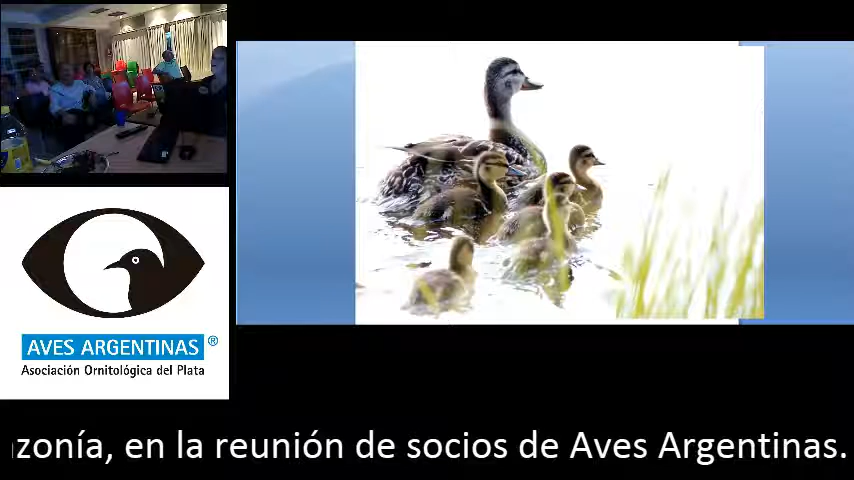 AVES ARGENTINAS ®
Asociación Ornitológica del Plata
zonía, en la reunión de socios de Aves Argentinas.